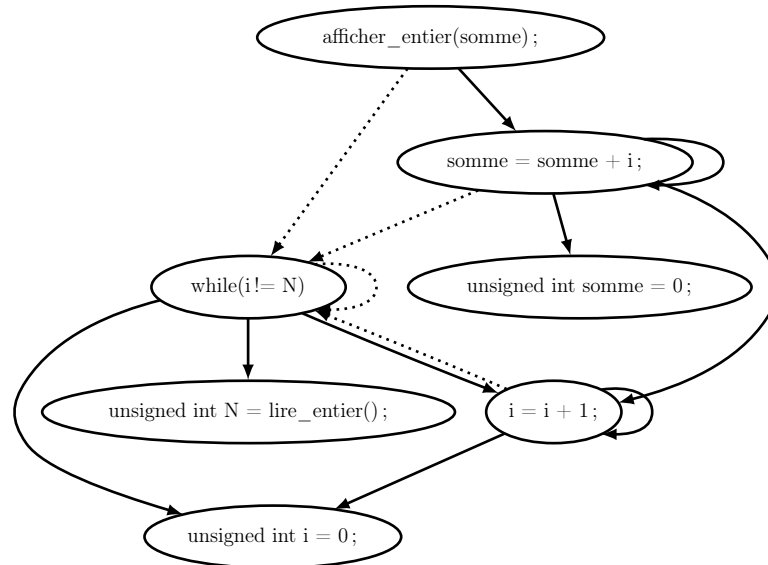 afficher_entier(somme) ;
somme = somme + i ;
while(i != N)
unsigned int somme = 0 ;
unsigned int N = lire_entier() ;
i = i + 1 ;
unsigned int i = 0 ;